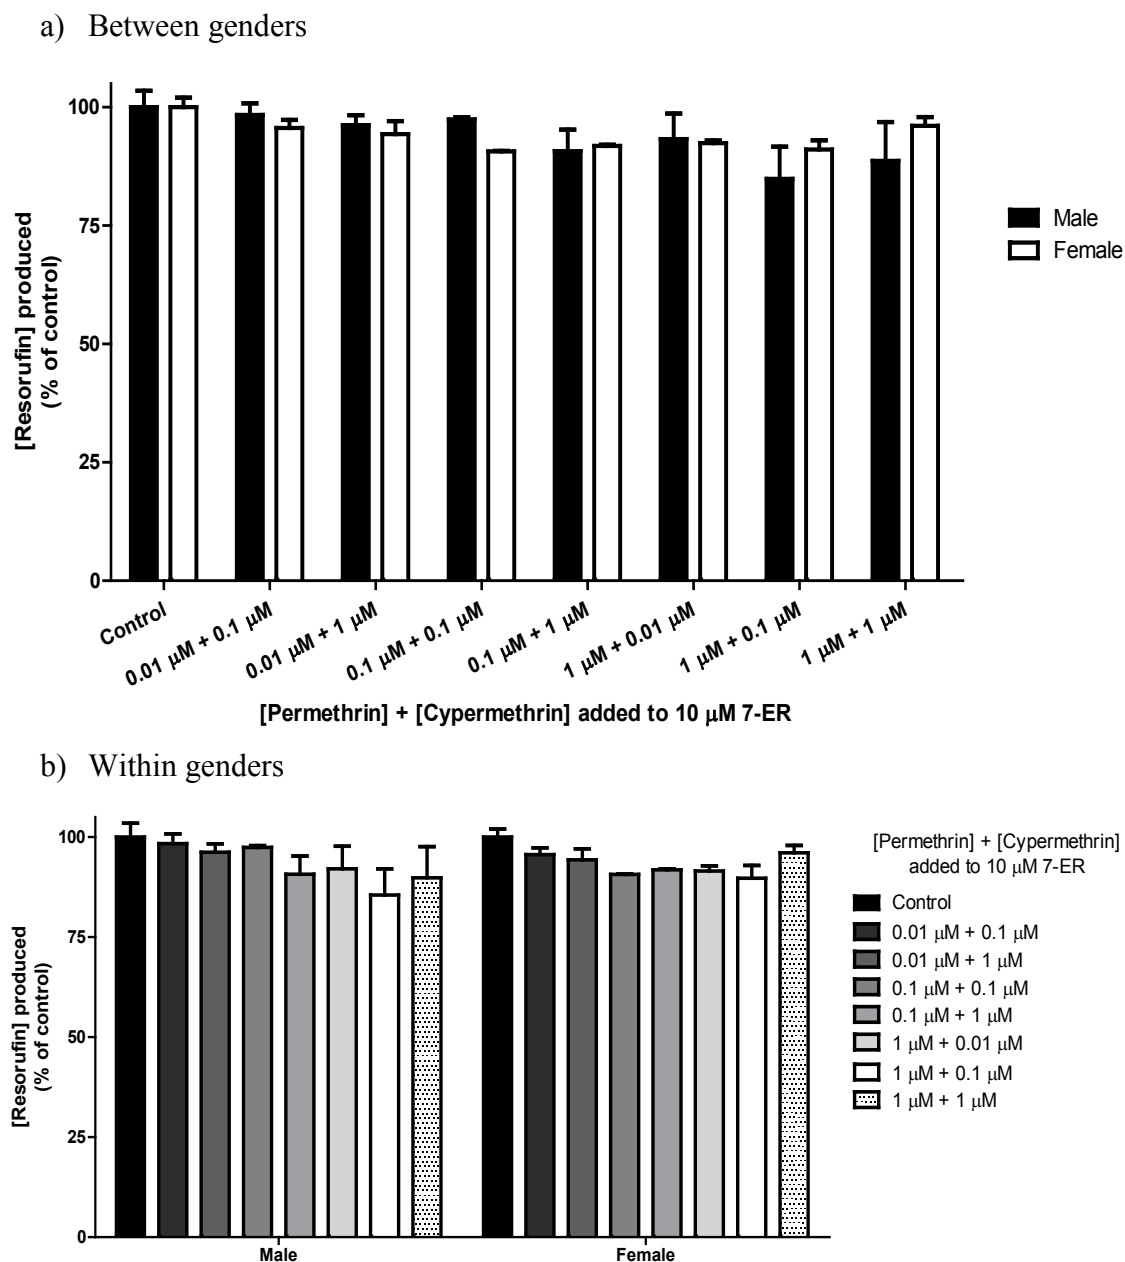 a) Between genders
100
75
50
25
0
[Resorufin] produced
(% of control)
Male
Female
Control
0.01 μM + 0.1 μM
0.01 μM + 1 μM
0.1 μM + 0.1 μM
0.1 μM + 1 μM
1 μM + 0.01 μM
1 μM + 0.1 μM
1 μM + 1 μM
[Permethrin] + [Cypermethrin] added to 10 μM 7-ER
b) Within genders
100
75
50
25
0
[Resorufin] produced
(% of control)
Male
Female
[Permethrin] + [Cypermethrin]
added to 10 μM 7-ER
Control
0.01 μM + 0.1 μM
0.01 μM + 1 μM
0.1 μM + 0.1 μM
0.1 μM + 1 μM
1 μM + 0.01 μM
1 μM + 0.1 μM
1 μM + 1 μM